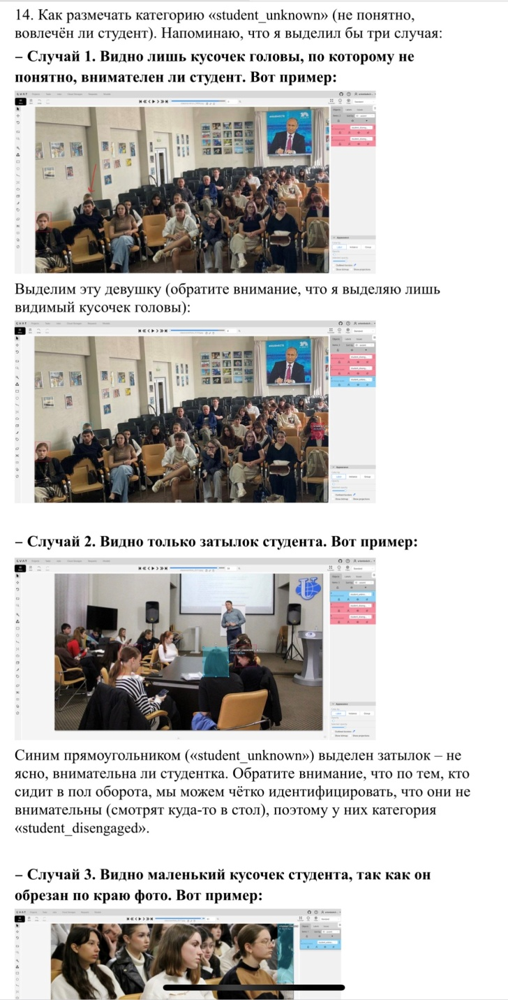 14. Как размечать категорию «student_unknown» (не понятно,
вовлечён ли студент). Напоминаю, что я выделил бы три случая:
– Случай 1. Видно лишь кусочек головы, по которому не
понятно, внимателен ли студент. Вот пример:
Выделим эту девушку (обратите внимание, что я выделяю лишь
видимый кусочек головы):
– Случай 2. Видно только затылок студента. Вот пример:
Синим прямоугольником («student_unknown») выделен затылок – не
ясно, внимательна ли студентка. Обратите внимание, что по тем, кто
сидит в пол оборота, мы можем чётко идентифицировать, что они не
внимательны (смотрят куда-то в стол), поэтому у них категория
«student_disengaged».
– Случай 3. Видно маленький кусочек студента, так как он
обрезан по краю фото. Вот пример: